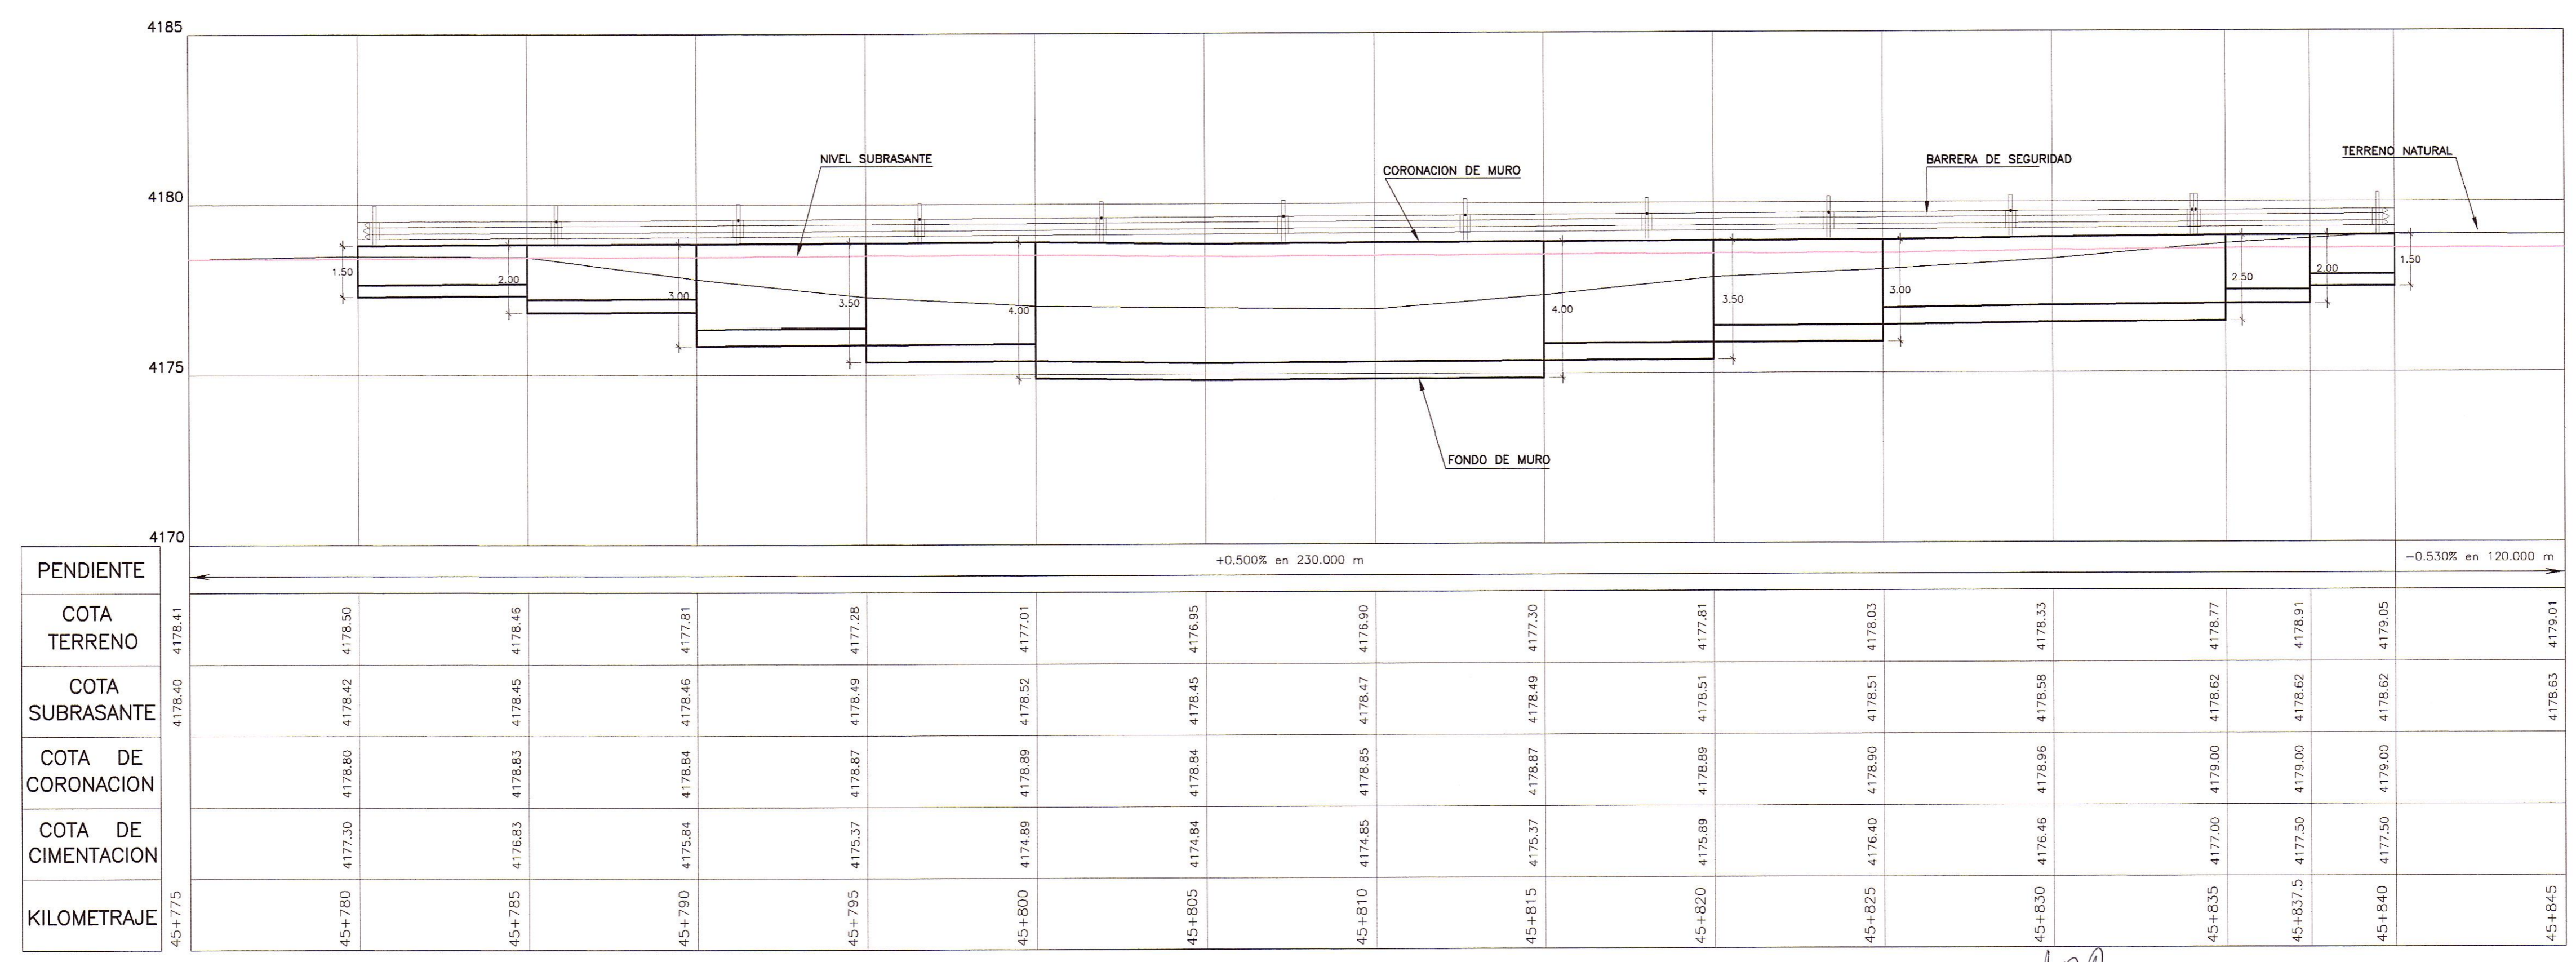 4185
4180
4175
4170
NIVEL SUBRASANTE
CORONACION DE MURO
BARRERA DE SEGURIDAD
TERRENO NATURAL
1.50
2.00
3.00
3.50
4.00
4.00
3.50
3.00
2.50
2.00
1.50
FONDO DE MURO
PENDIENTE
+0.500% en 230.000 m
-0.530% en 120.000 m
COTA
TERRENO
4178.41 4178.50 4178.46 4177.81 4177.28 4177.01 4176.95 4176.90 4177.30 4177.81 4178.03 4178.33 4178.77 4178.91 4179.05 4179.01
COTA
SUBRASANTE
4178.40 4178.42 4178.45 4178.46 4178.49 4178.52 4178.45 4178.47 4178.49 4178.51 4178.51 4178.58 4178.62 4178.62 4178.62 4178.63
COTA DE
CORONACION
4178.80 4178.83 4178.84 4178.87 4178.89 4178.84 4178.85 4178.87 4178.89 4178.90 4178.96 4179.00 4179.00 4179.00
COTA DE
CIMENTACION
4177.30 4176.83 4175.84 4175.37 4174.89 4174.84 4174.85 4175.37 4175.89 4176.40 4176.46 4177.00 4177.50 4177.50
KILOMETRAJE
45+775 45+780 45+785 45+790 45+795 45+800 45+805 45+810 45+815 45+820 45+825 45+830 45+835 45+837.5 45+840 45+845